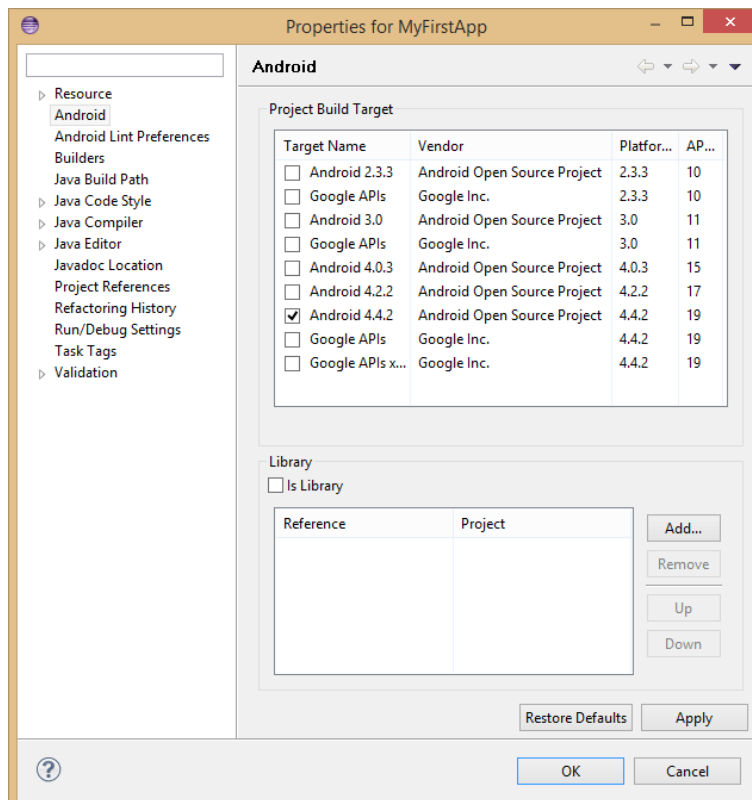 Properties for MyFirstApp
Resource
Android
Android Lint Preferences
Builders
Java Build Path
Java Code Style
Java Compiler
Java Editor
Javadoc Location
Project References
Refactoring History
Run/Debug Settings
Task Tags
Validation
Android
Project Build Target
Target Name Vendor Platfor... AP...
Android 2.3.3 Android Open Source Project 2.3.3 10
Google APIs Google Inc. 2.3.3 10
Android 3.0 Android Open Source Project 3.0 11
Google APIs Google Inc. 3.0 11
Android 4.0.3 Android Open Source Project 4.0.3 15
Android 4.2.2 Android Open Source Project 4.2.2 17
Android 4.4.2 Android Open Source Project 4.4.2 19
Google APIs Google Inc. 4.4.2 19
Google APIs x... Google Inc. 4.4.2 19
Library
Is Library
Reference Project
Add...
Remove
Up
Down
Restore Defaults Apply
? OK Cancel